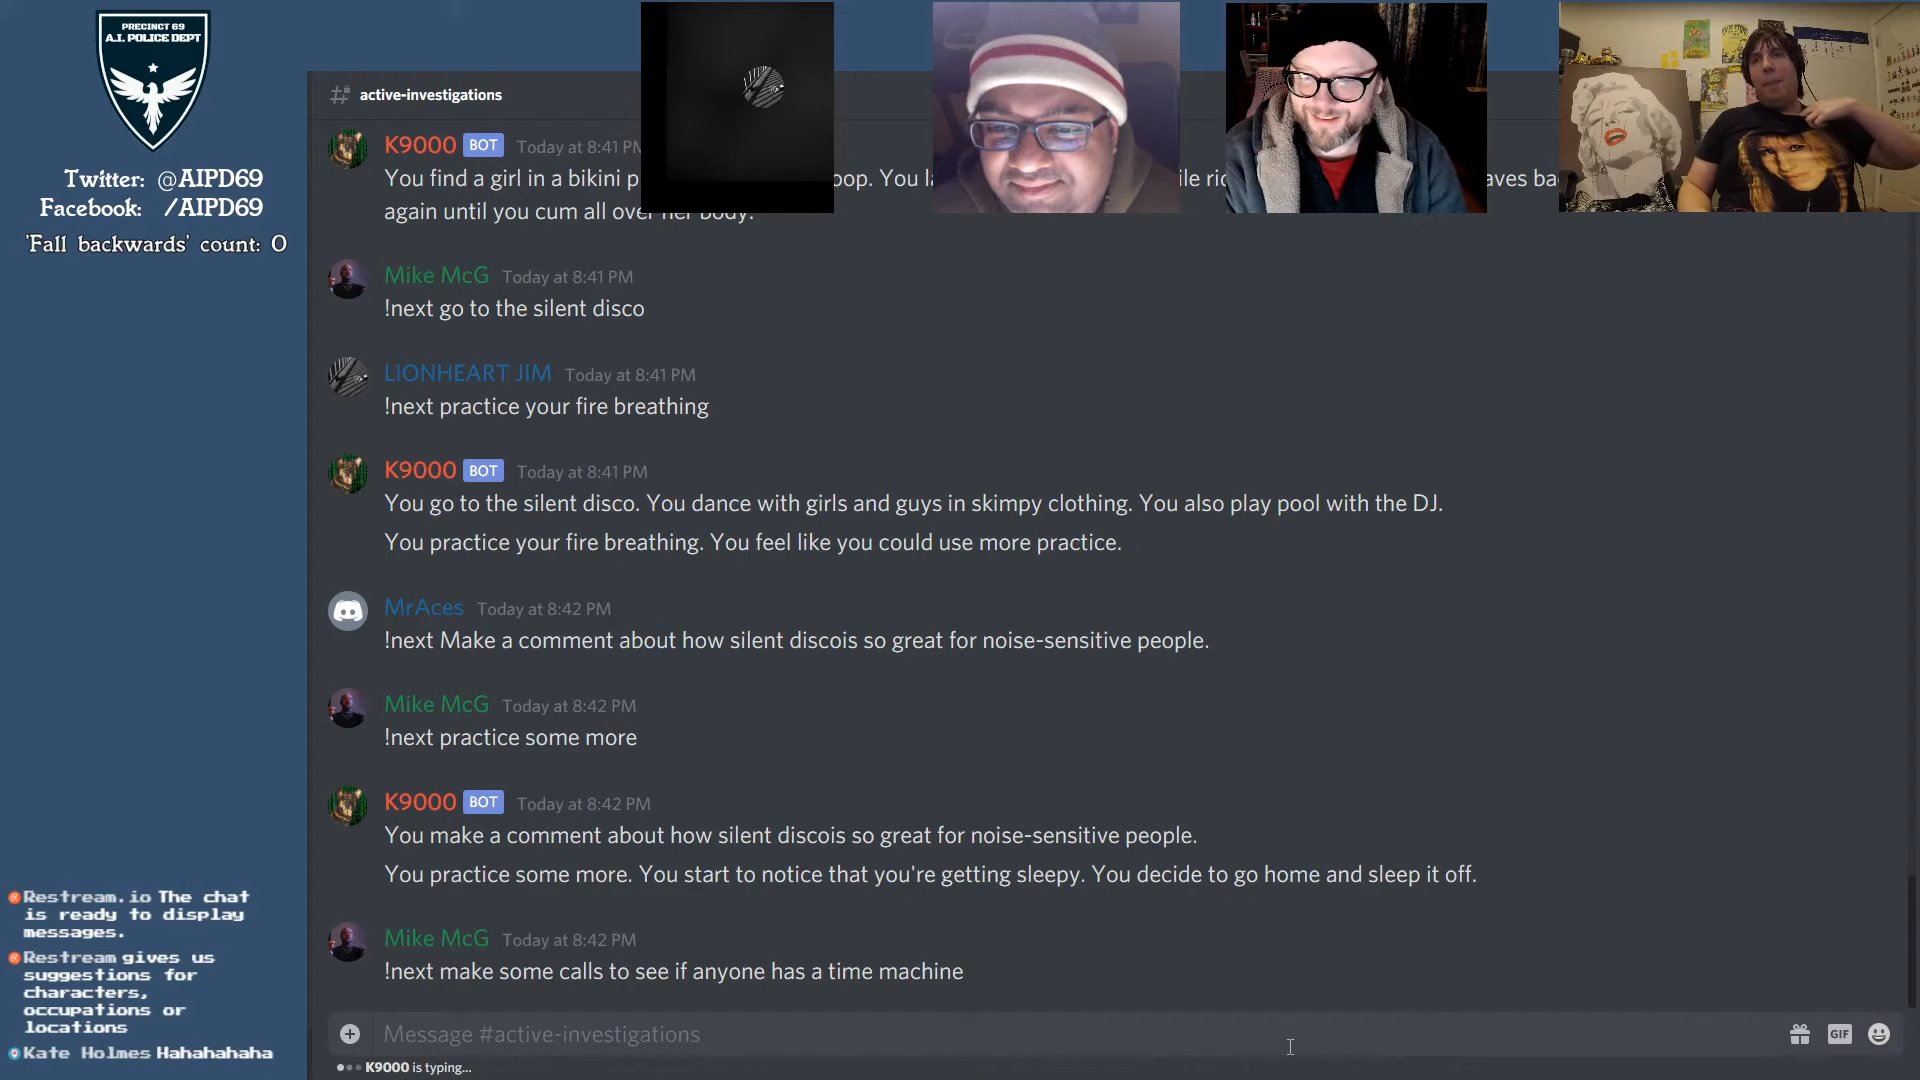 PRECINCT 69
A.I. POLICE DEPT
Twitter: @AIPD69
Facebook: /AIPD69
'Fall backwards' count: 0
active-investigations
K9000 BOT Today at 8:41 PM
You find a girl in a bikini p oop. You la ile ric aves ba
again until you cum all over her body.
Mike McG Today at 8:41 PM
!next go to the silent disco
LIONHEART JIM Today at 8:41 PM
!next practice your fire breathing
K9000 BOT Today at 8:41 PM
You go to the silent disco. You dance with girls and guys in skimpy clothing. You also play pool with the DJ.
You practice your fire breathing. You feel like you could use more practice.
MrAces Today at 8:42 PM
!next Make a comment about how silent discois so great for noise-sensitive people.
Mike McG Today at 8:42 PM
!next practice some more
K9000 BOT Today at 8:42 PM
You make a comment about how silent discois so great for noise-sensitive people.
You practice some more. You start to notice that you're getting sleepy. You decide to go home and sleep it off.
Mike McG Today at 8:42 PM
!next make some calls to see if anyone has a time machine
Message #active-investigations
GIF
K9000 is typing...
Restream.io The chat
is ready to display
messages.
Restream gives us
suggestions for
characters,
occupations or
locations
Kate Holmes Hahahahaha